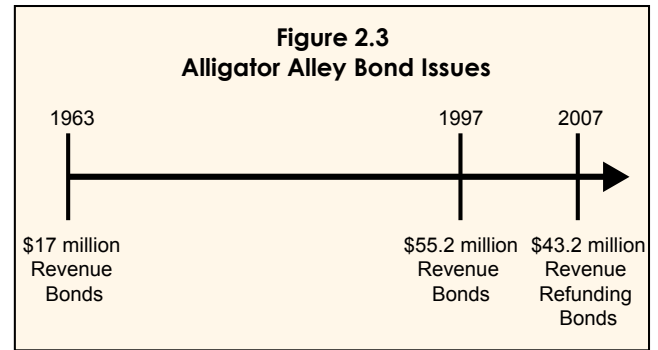 Figure 2.3
Alligator Alley Bond Issues
1963
1997
2007
$17 million
Revenue
Bonds
$55.2 million
Revenue
Bonds
$43.2 million
Revenue
Refunding
Bonds